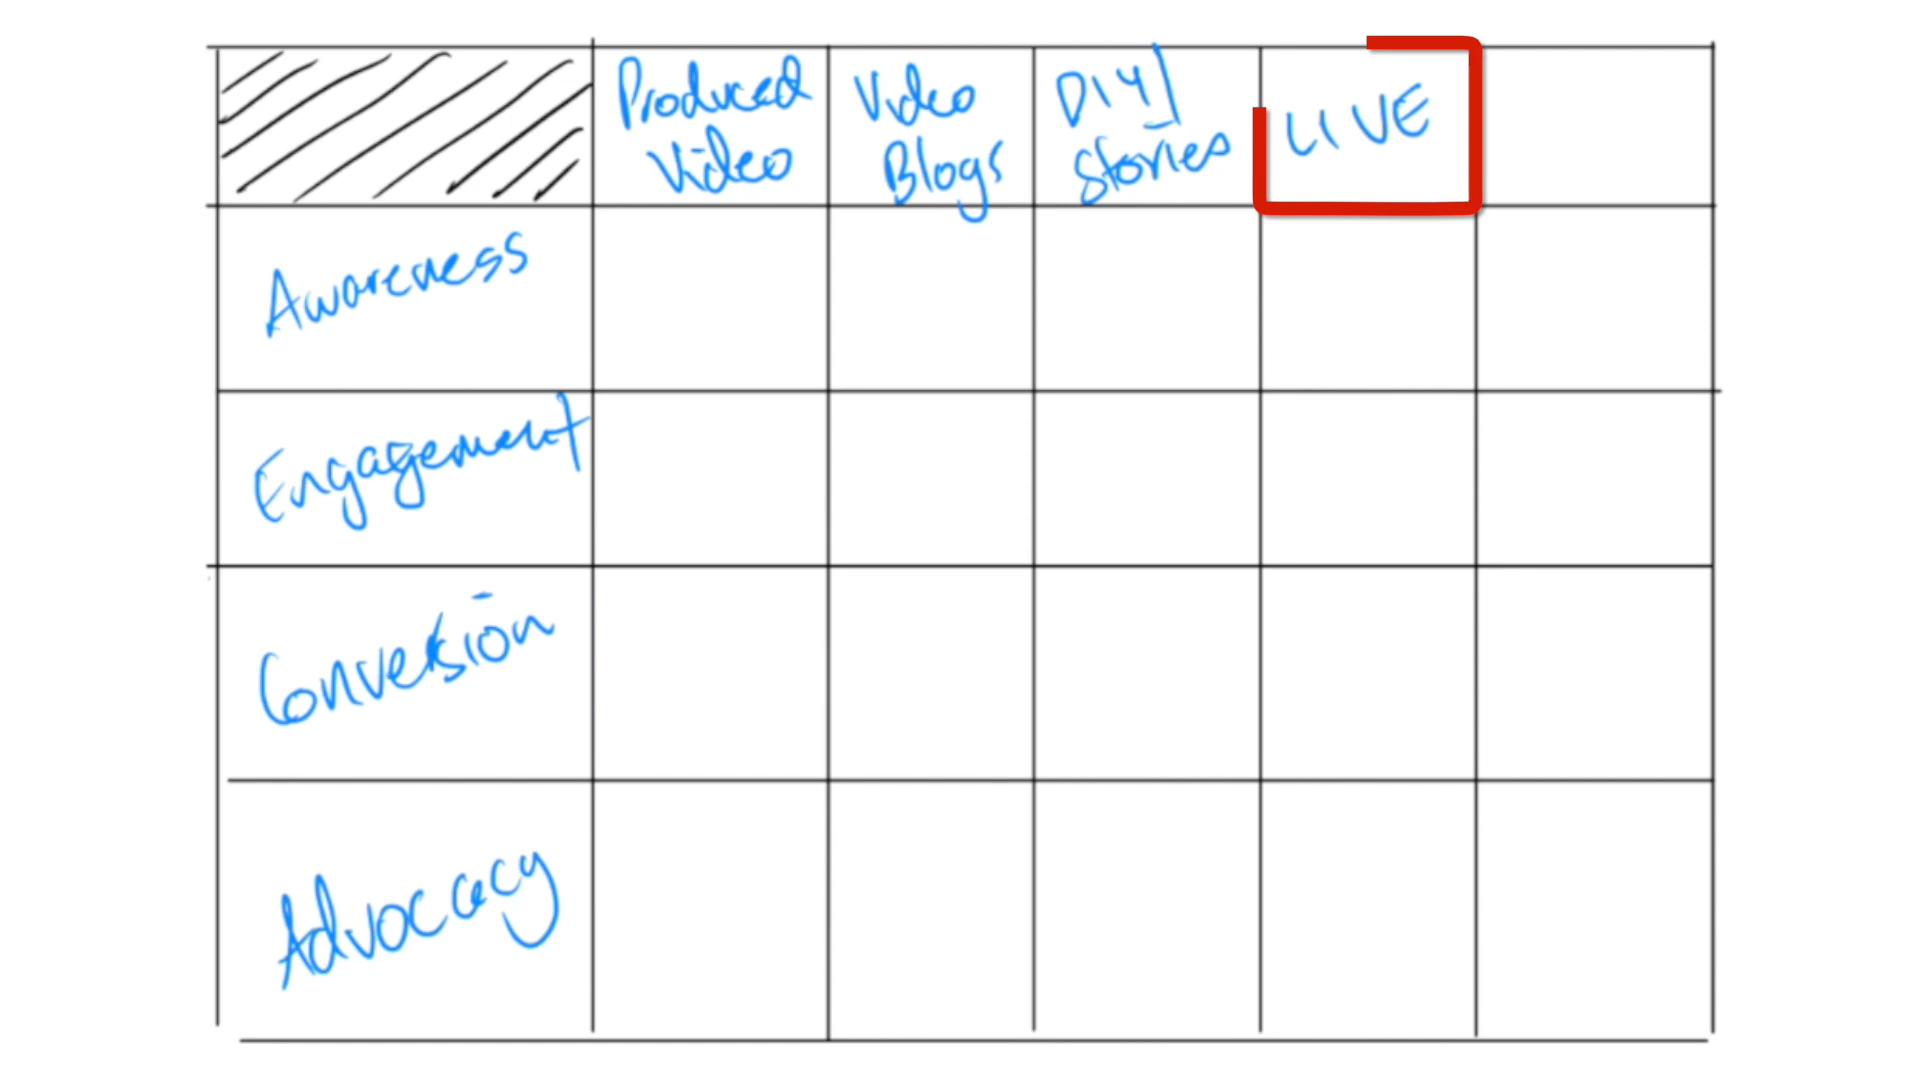 Produced
Video
Video
Blogs
DIY/
Stories
LIVE
Awareness
Engagement
Conversion
Advocacy